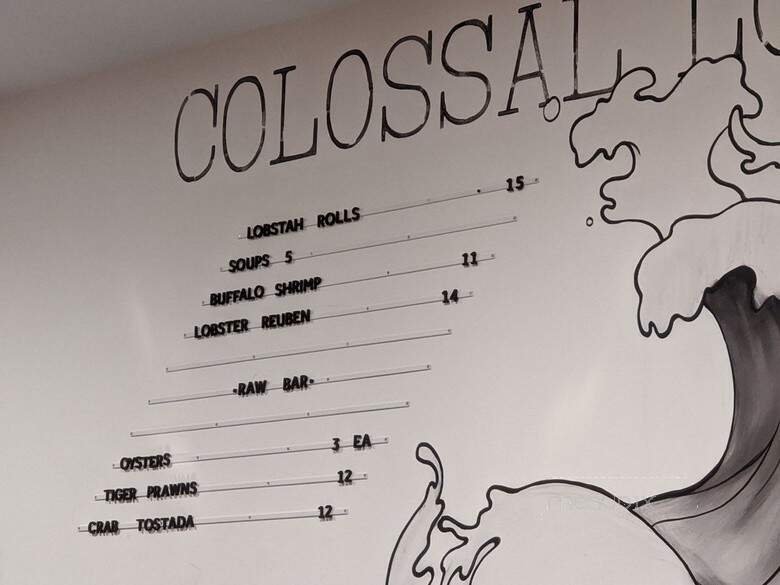 COLOSSAL LO
LOBSTAH ROLLS 15
SOUPS 5
BUFFALO SHRIMP 11
LOBSTER REUBEN 14
·RAW BAR·
OYSTERS 3 EA
TIGER PRAWNS 12
CRAB TOSTADA 12